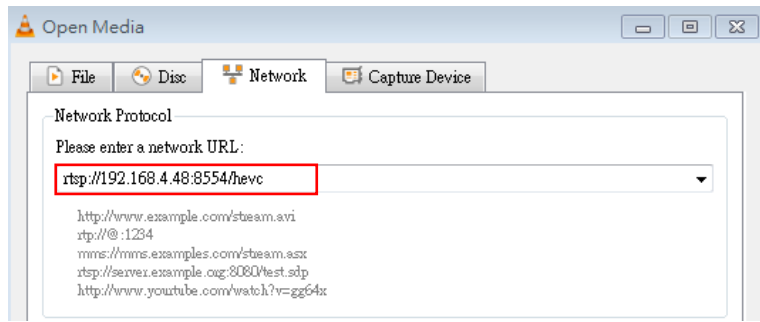 Open Media
File Disc Network Capture Device
Network Protocol
Please enter a network URL:
rtsp://192.168.4.48:8554/hevc
http://www.example.com/stream.avi
rtp://@:1234
mms://mms.examples.com/stream.asx
rtsp://server.example.org:8080/test.sdp
http://www.yourtube.com/watch?v=gg64x